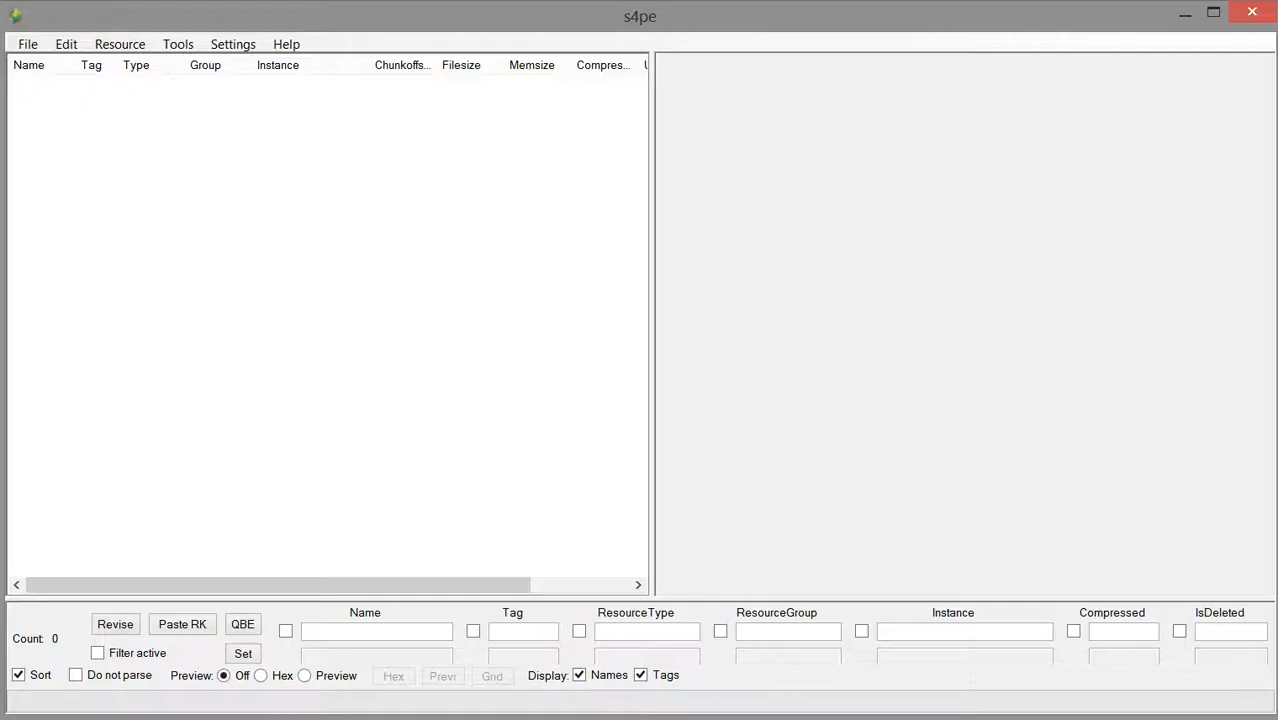 s4pe
File Edit Resource Tools Settings Help
Name Tag Type Group Instance Chunkoffs... Filesize Memsize Compres...
Name Tag ResourceType ResourceGroup Instance Compressed IsDeleted
Revise Paste RK QBE
Count: 0
Filter active Set
Sort Do not parse Preview: Off Hex Preview Hex Prevr Grid Display: Names Tags